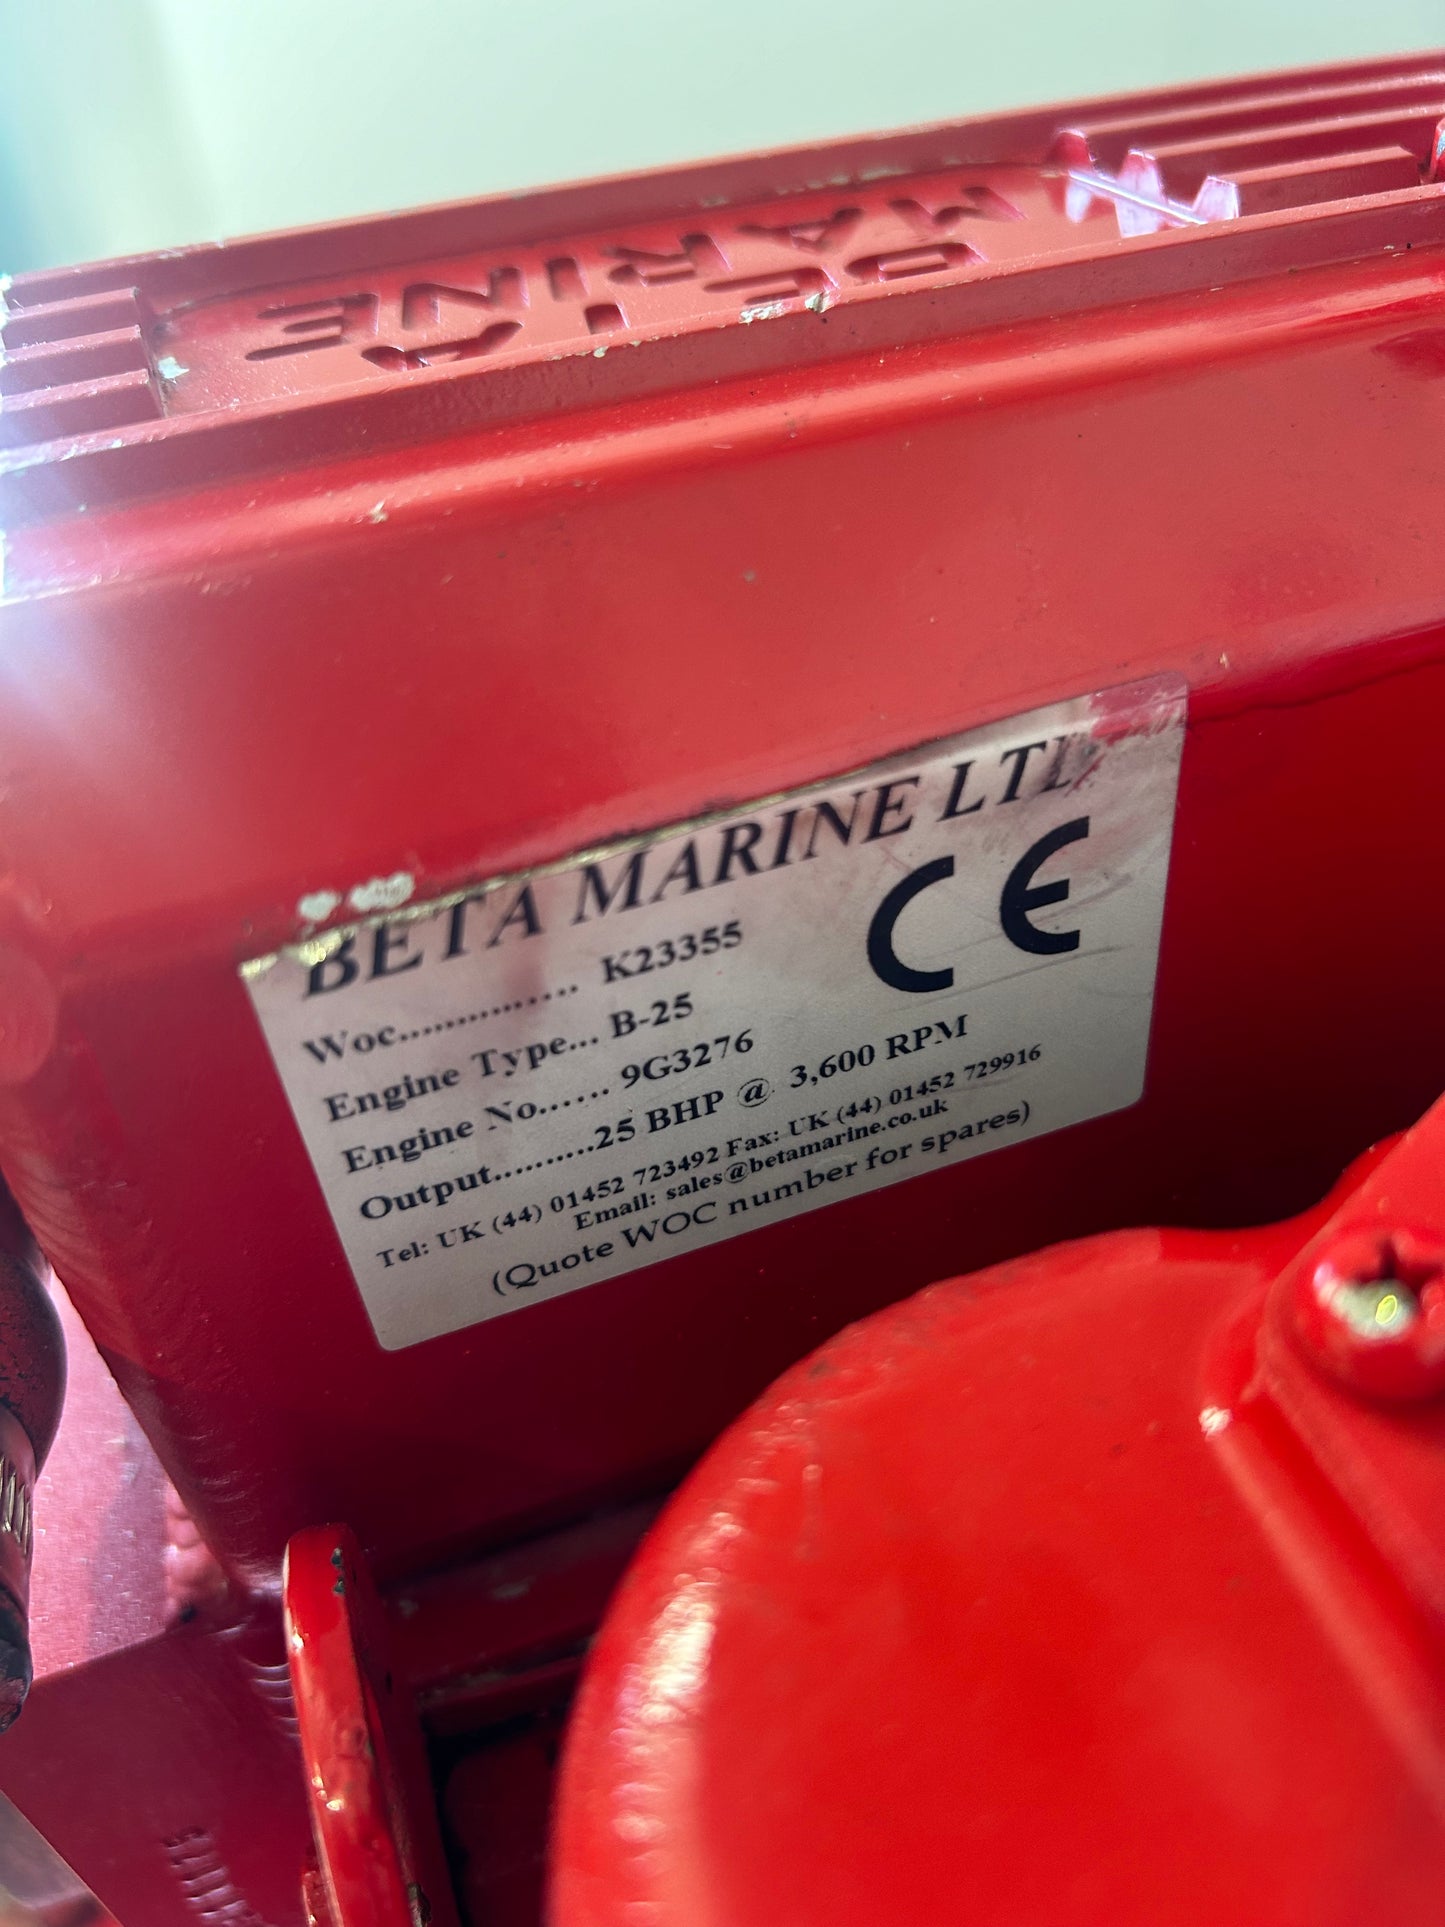 BETA
MARINE
BETA MARINE LTD
CE
Woc............... K23355
Engine Type... B-25
Engine No...... 9G3276
Output..........25 BHP @ 3,600 RPM
Tel: UK (44) 01452 723492 Fax: UK (44) 01452 729916
Email: sales@betamarine.co.uk
(Quote WOC number for spares)